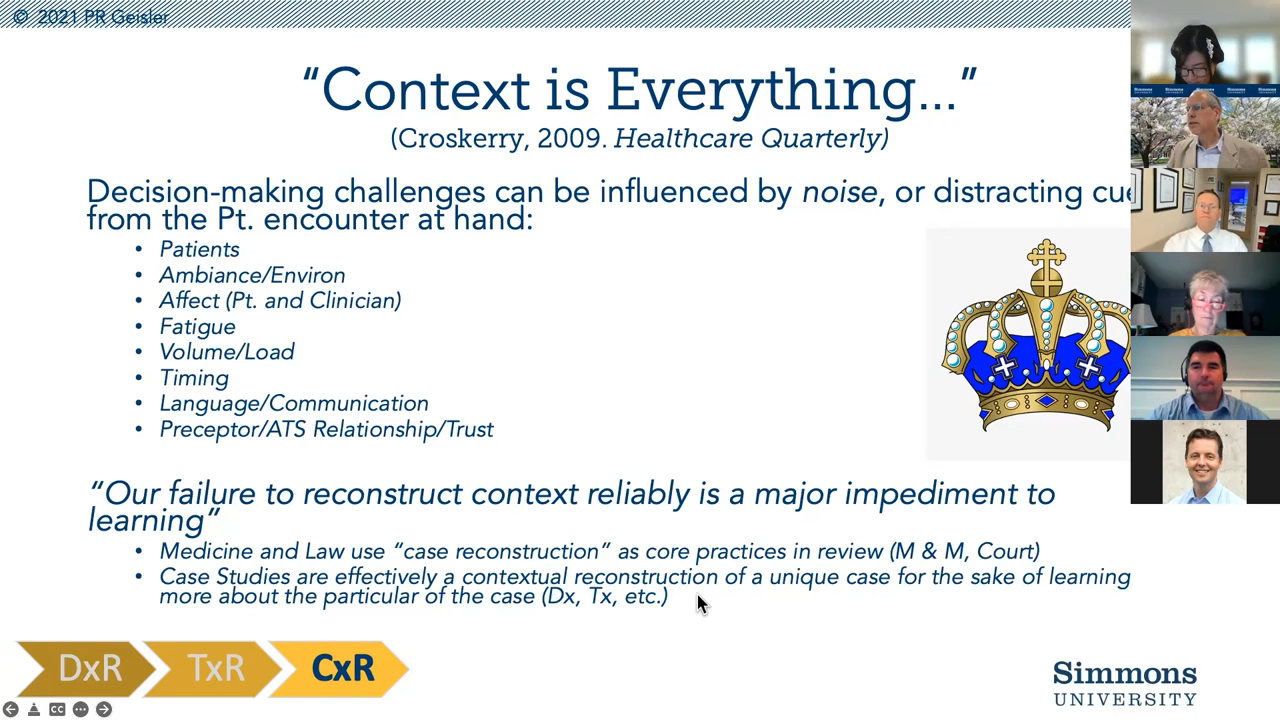 © 2021 PR Geisler
“Context is Everything...”
(Croskerry, 2009. Healthcare Quarterly)
Decision-making challenges can be influenced by noise, or distracting
from the Pt. encounter at hand:
• Patients
• Ambiance/Environ
• Affect (Pt. and Clinician)
• Fatigue
• Volume/Load
• Timing
• Language/Communication
• Preceptor/ATS Relationship/Trust
“Our failure to reconstruct context reliably is a major impediment to
learning”
• Medicine and Law use “case reconstruction” as core practices in review (M & M, Court)
• Case Studies are effectively a contextual reconstruction of a unique case for the sake of learning
more about the particular of the case (Dx, Tx, etc.)
DxR
TxR
CxR
CC
Simmons
UNIVERSITY